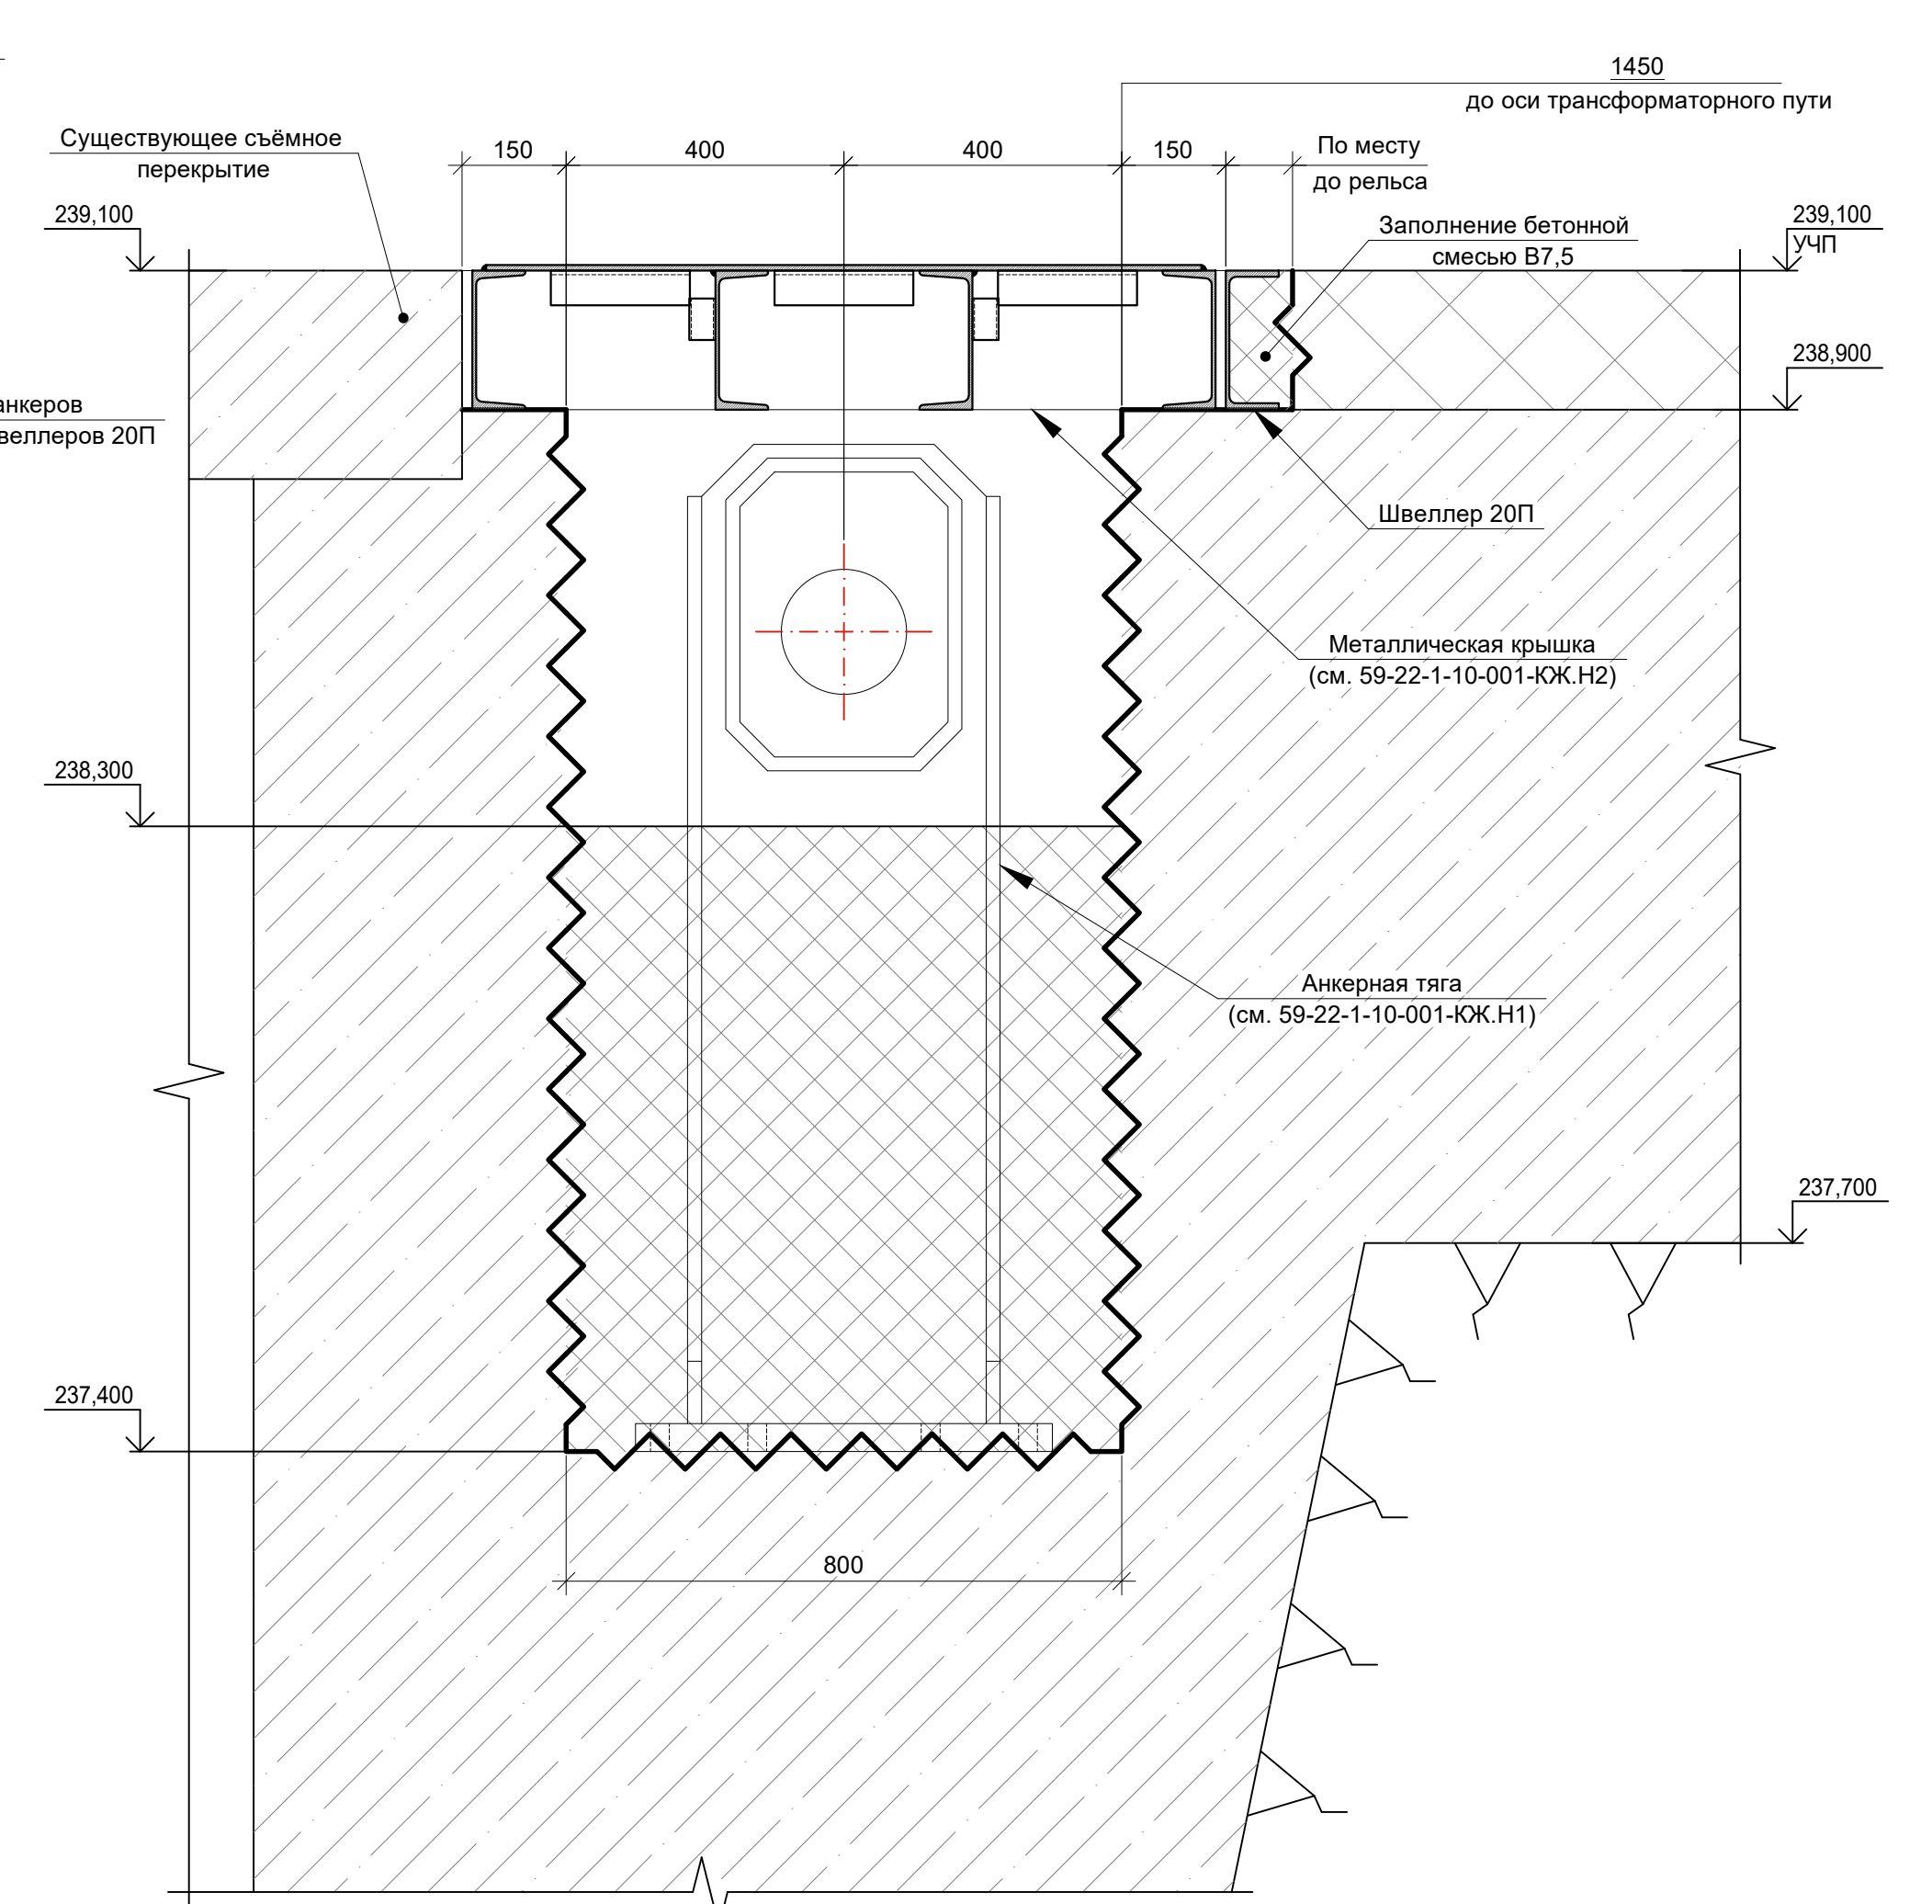 1450
до оси трансформаторного пути
Существующее съёмное
перекрытие
150
400
400
150
По месту
до рельса
239,100
Заполнение бетонной
смесью В7,5
239,100
УЧП
238,900
анкеров
веллеров 20П
Швеллер 20П
Металлическая крышка
(см. 59-22-1-10-001-КЖ.Н2)
238,300
Анкерная тяга
(см. 59-22-1-10-001-КЖ.Н1)
237,700
237,400
800